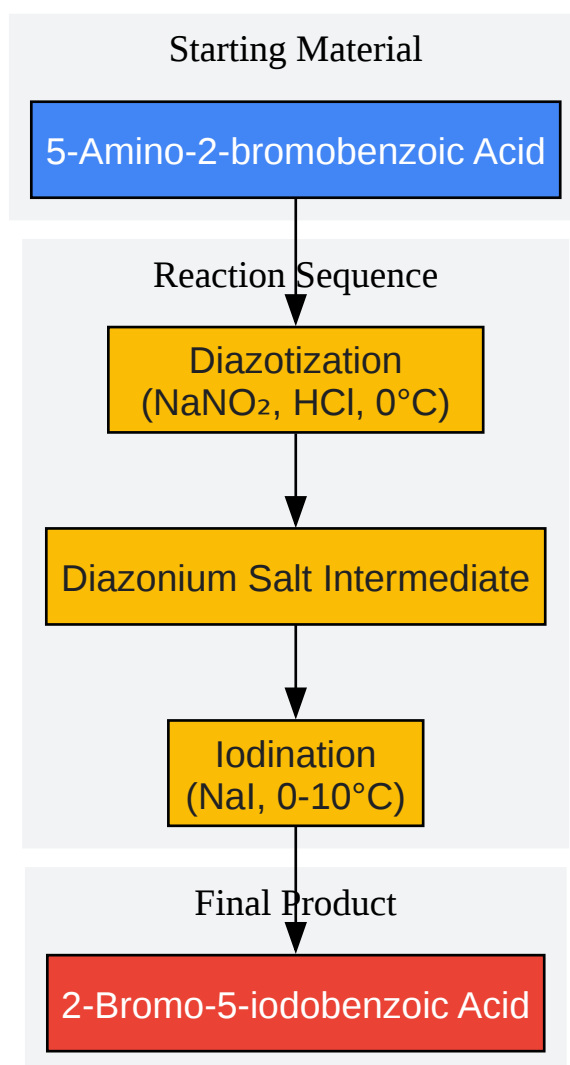 Starting Material
5-Amino-2-bromobenzoic Acid
Reaction Sequence
Diazotization
(NaNO₂, HCl, 0°C)
Diazonium Salt Intermediate
Iodination
(NaI, 0-10°C)
Final Product
2-Bromo-5-iodobenzoic Acid